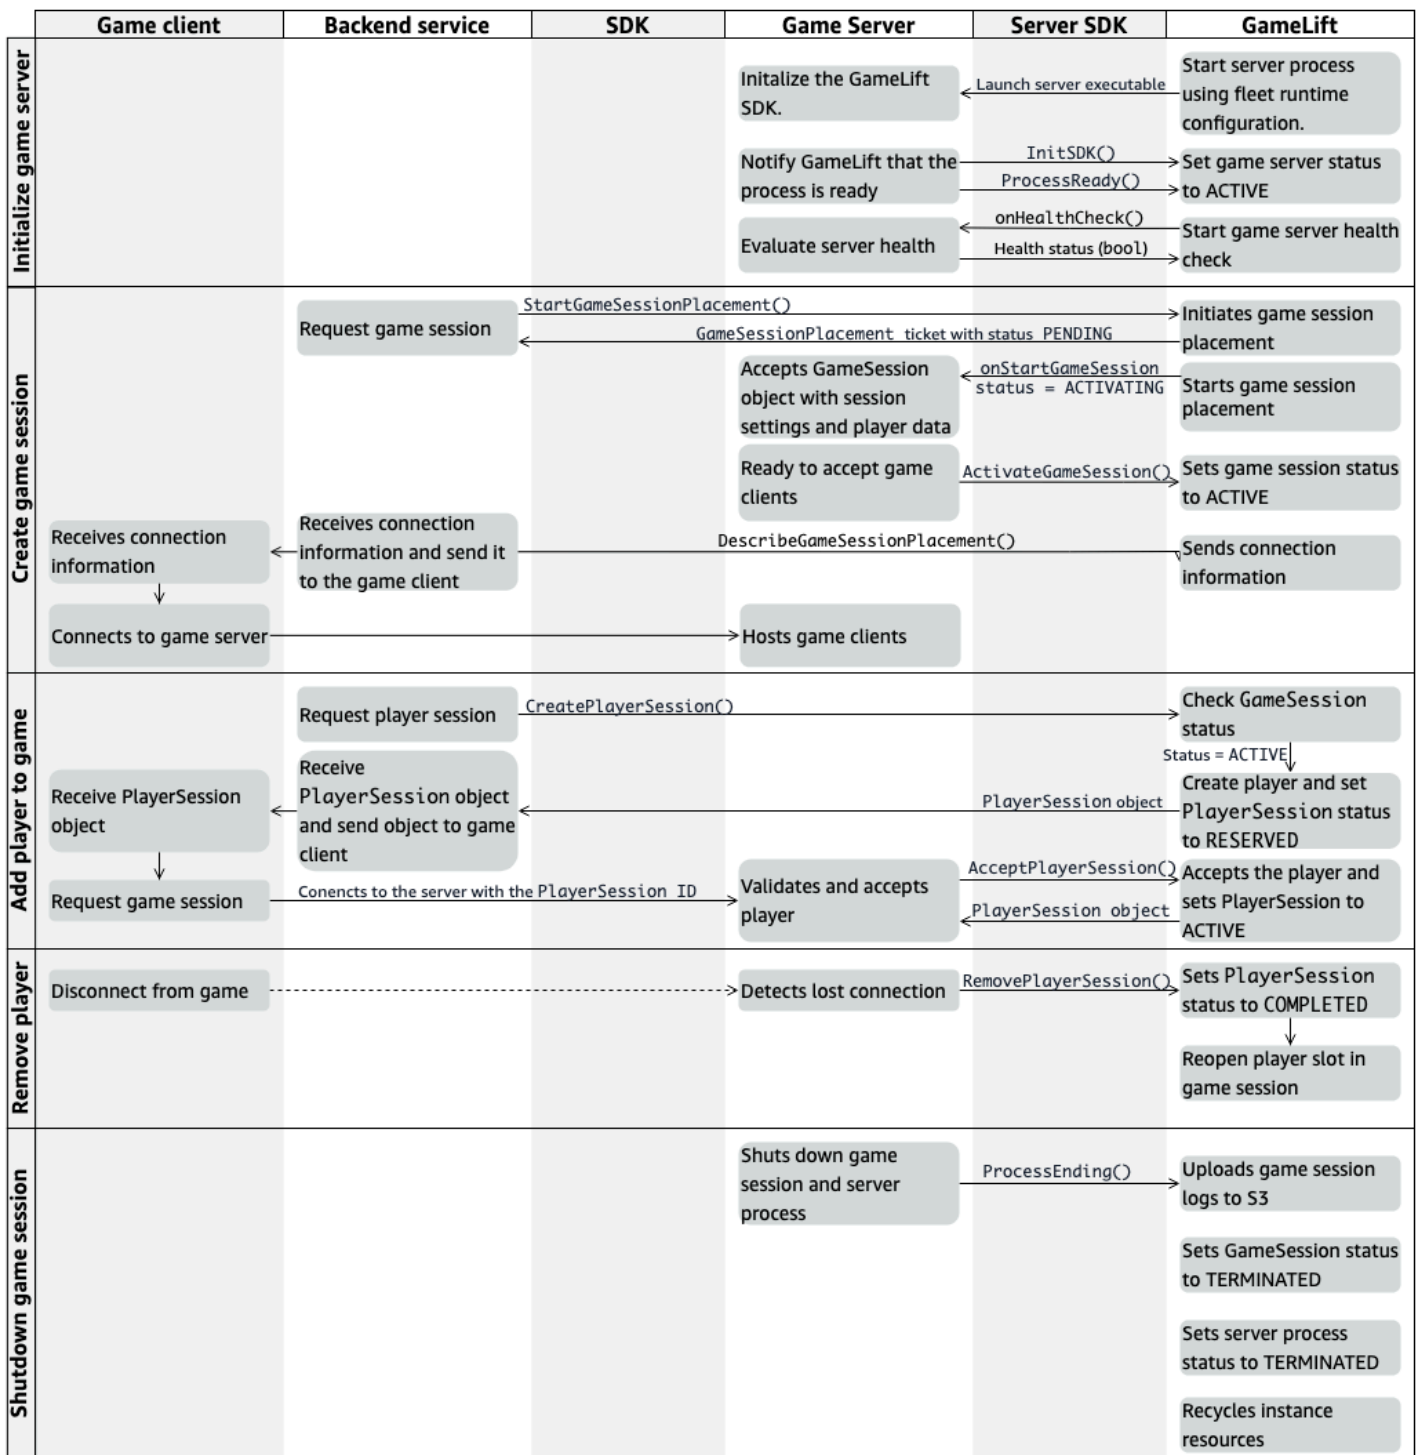 Game client
Backend service
SDK
Game Server
Server SDK
GameLift
Initialize game server
Initalize the GameLift
SDK.
Launch server executable
Start server process
using fleet runtime
configuration.
Notify GameLift that the
process is ready
InitSDK()
ProcessReady()
Set game server status
to ACTIVE
Evaluate server health
onHealthCheck()
Health status (bool)
Start game server health
check
Create game session
Request game session
StartGameSessionPlacement()
GameSessionPlacement ticket with status PENDING
Initiates game session
placement
Accepts GameSession
object with session
settings and player data
onStartGameSession
status = ACTIVATING
Starts game session
placement
Ready to accept game
clients
ActivateGameSession()
Sets game session status
to ACTIVE
Receives connection
information
Receives connection
information and send it
to the game client
DescribeGameSessionPlacement()
Sends connection
information
Connects to game server
Hosts game clients
Add player to game
Request player session
CreatePlayerSession()
Check GameSession
status
Status = ACTIVE
Receive PlayerSession
object
Receive
PlayerSession object
and send object to game
client
PlayerSession object
Create player and set
PlayerSession status
to RESERVED
Request game session
Conencts to the server with the PlayerSession ID
Validates and accepts
player
AcceptPlayerSession()
PlayerSession object
Accepts the player and
sets PlayerSession to
ACTIVE
Remove player
Disconnect from game
Detects lost connection
RemovePlayerSession()
Sets PlayerSession
status to COMPLETED
Reopen player slot in
game session
Shutdown game session
Shuts down game
session and server
process
ProcessEnding()
Uploads game session
logs to S3
Sets GameSession status
to TERMINATED
Sets server process
status to TERMINATED
Recycles instance
resources